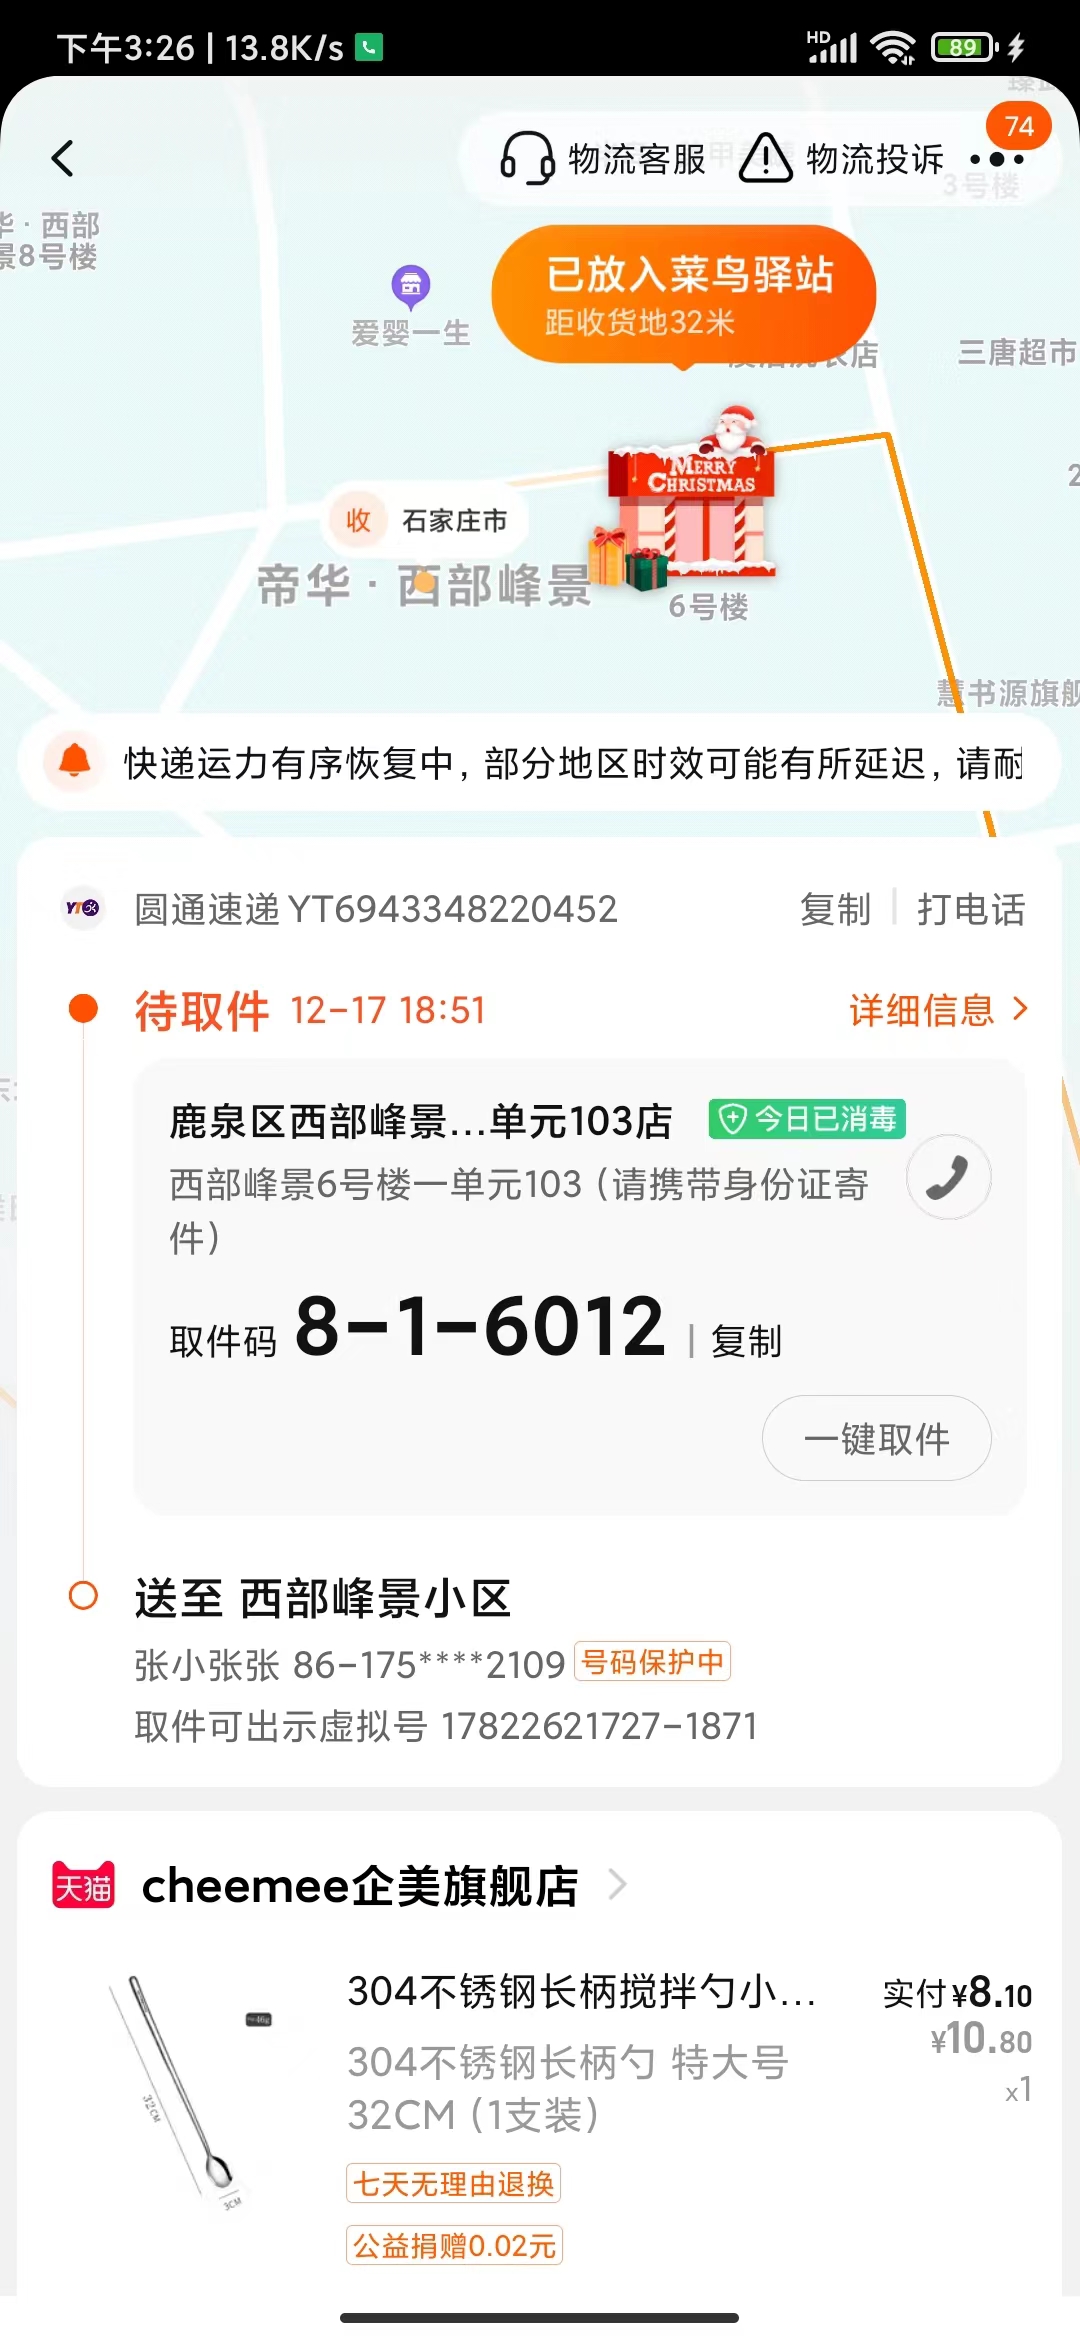 下午3:26 | 13.8K/s
HD
89
74
物流客服
物流投诉
3号楼
华 · 西部
景8号楼
已放入菜鸟驿站
距收货地32米
爱婴一生
三唐超市
MERRY
CHRISTMAS
收 石家庄市
帝华 · 西部峰景
6号楼
慧书源旗舰
快递运力有序恢复中，部分地区时效可能有所延迟，请耐
YTO 圆通速递 YT6943348220452 复制 | 打电话
待取件 12-17 18:51 详细信息
鹿泉区西部峰景...单元103店 今日已消毒
西部峰景6号楼一单元103（请携带身份证寄
件）
取件码 8-1-6012 | 复制
一键取件
送至 西部峰景小区
张小张张 86-175****2109 号码保护中
取件可出示虚拟号 17822621727-1871
天猫 cheemee企美旗舰店
304不锈钢长柄搅拌勺小... 实付 ¥8.10
¥10.80
304不锈钢长柄勺 特大号
32CM（1支装）
x1
32CM
3CM
七天无理由退换
公益捐赠0.02元